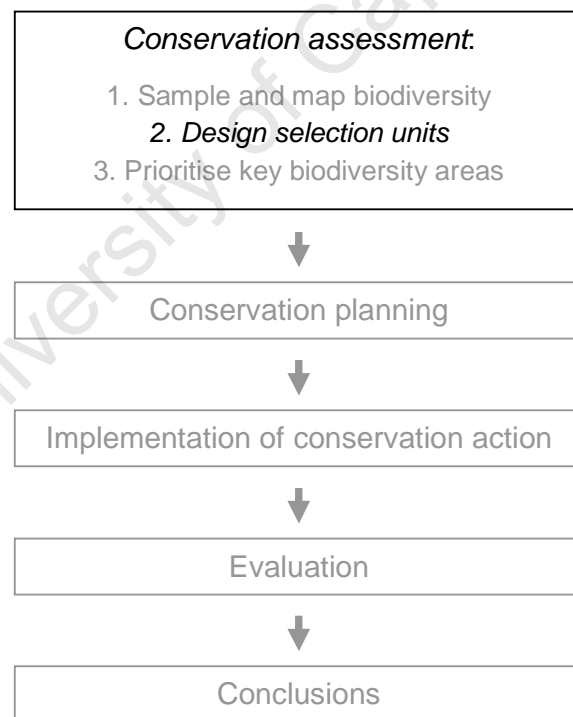 Conservation assessment:
1. Sample and map biodiversity
2. Design selection units
3. Prioritise key biodiversity areas
Conservation planning
Implementation of conservation action
Evaluation
Conclusions